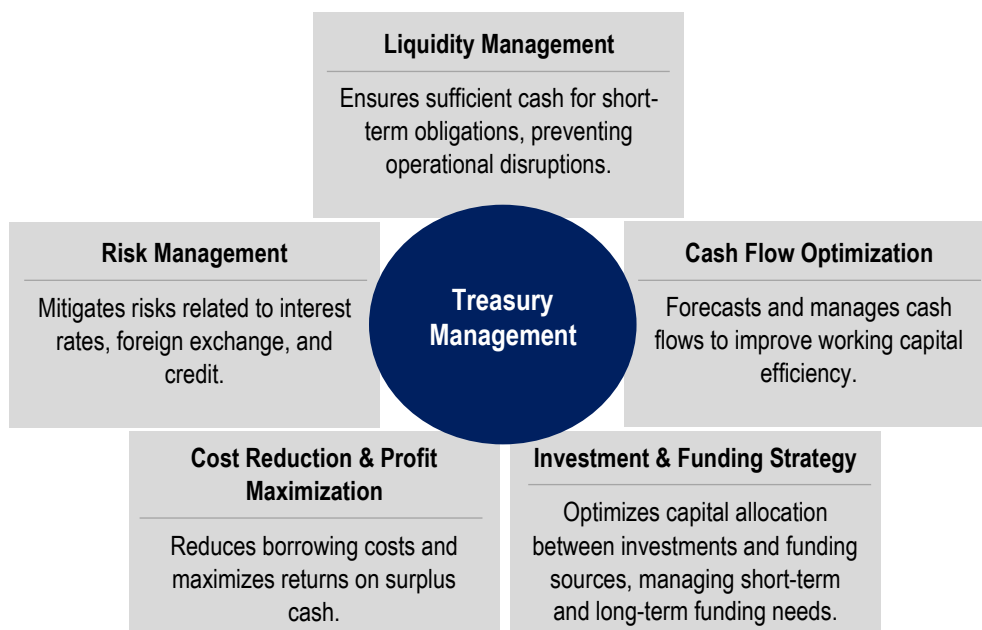 Liquidity Management
Ensures sufficient cash for short-
term obligations, preventing
operational disruptions.
Risk Management
Mitigates risks related to interest
rates, foreign exchange, and
credit.
Treasury
Management
Cash Flow Optimization
Forecasts and manages cash
flows to improve working capital
efficiency.
Cost Reduction & Profit
Maximization
Reduces borrowing costs and
maximizes returns on surplus
cash.
Investment & Funding Strategy
Optimizes capital allocation
between investments and funding
sources, managing short-term
and long-term funding needs.